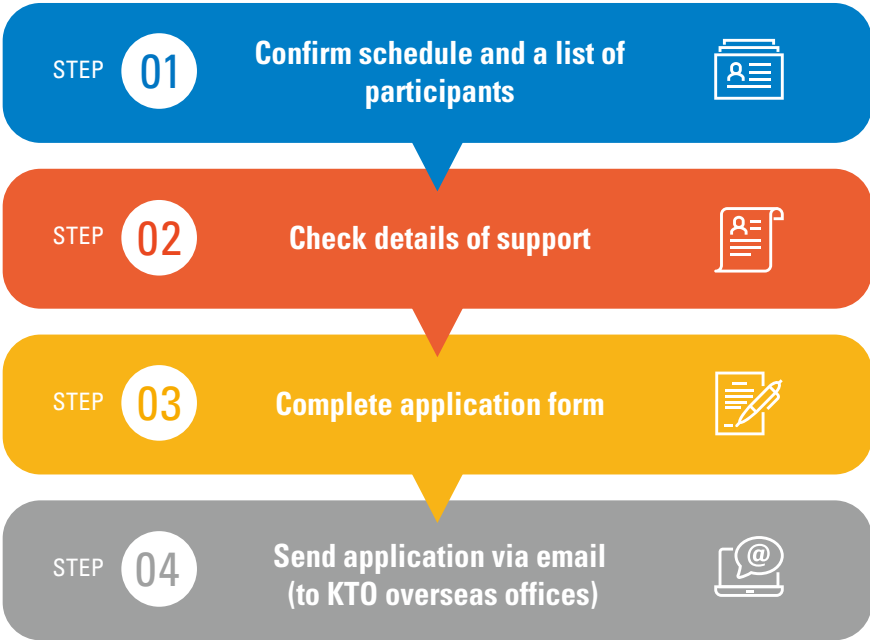 STEP 01
Confirm schedule and a list of
participants
STEP 02
Check details of support
STEP 03
Complete application form
STEP 04
Send application via email
(to KTO overseas offices)
@